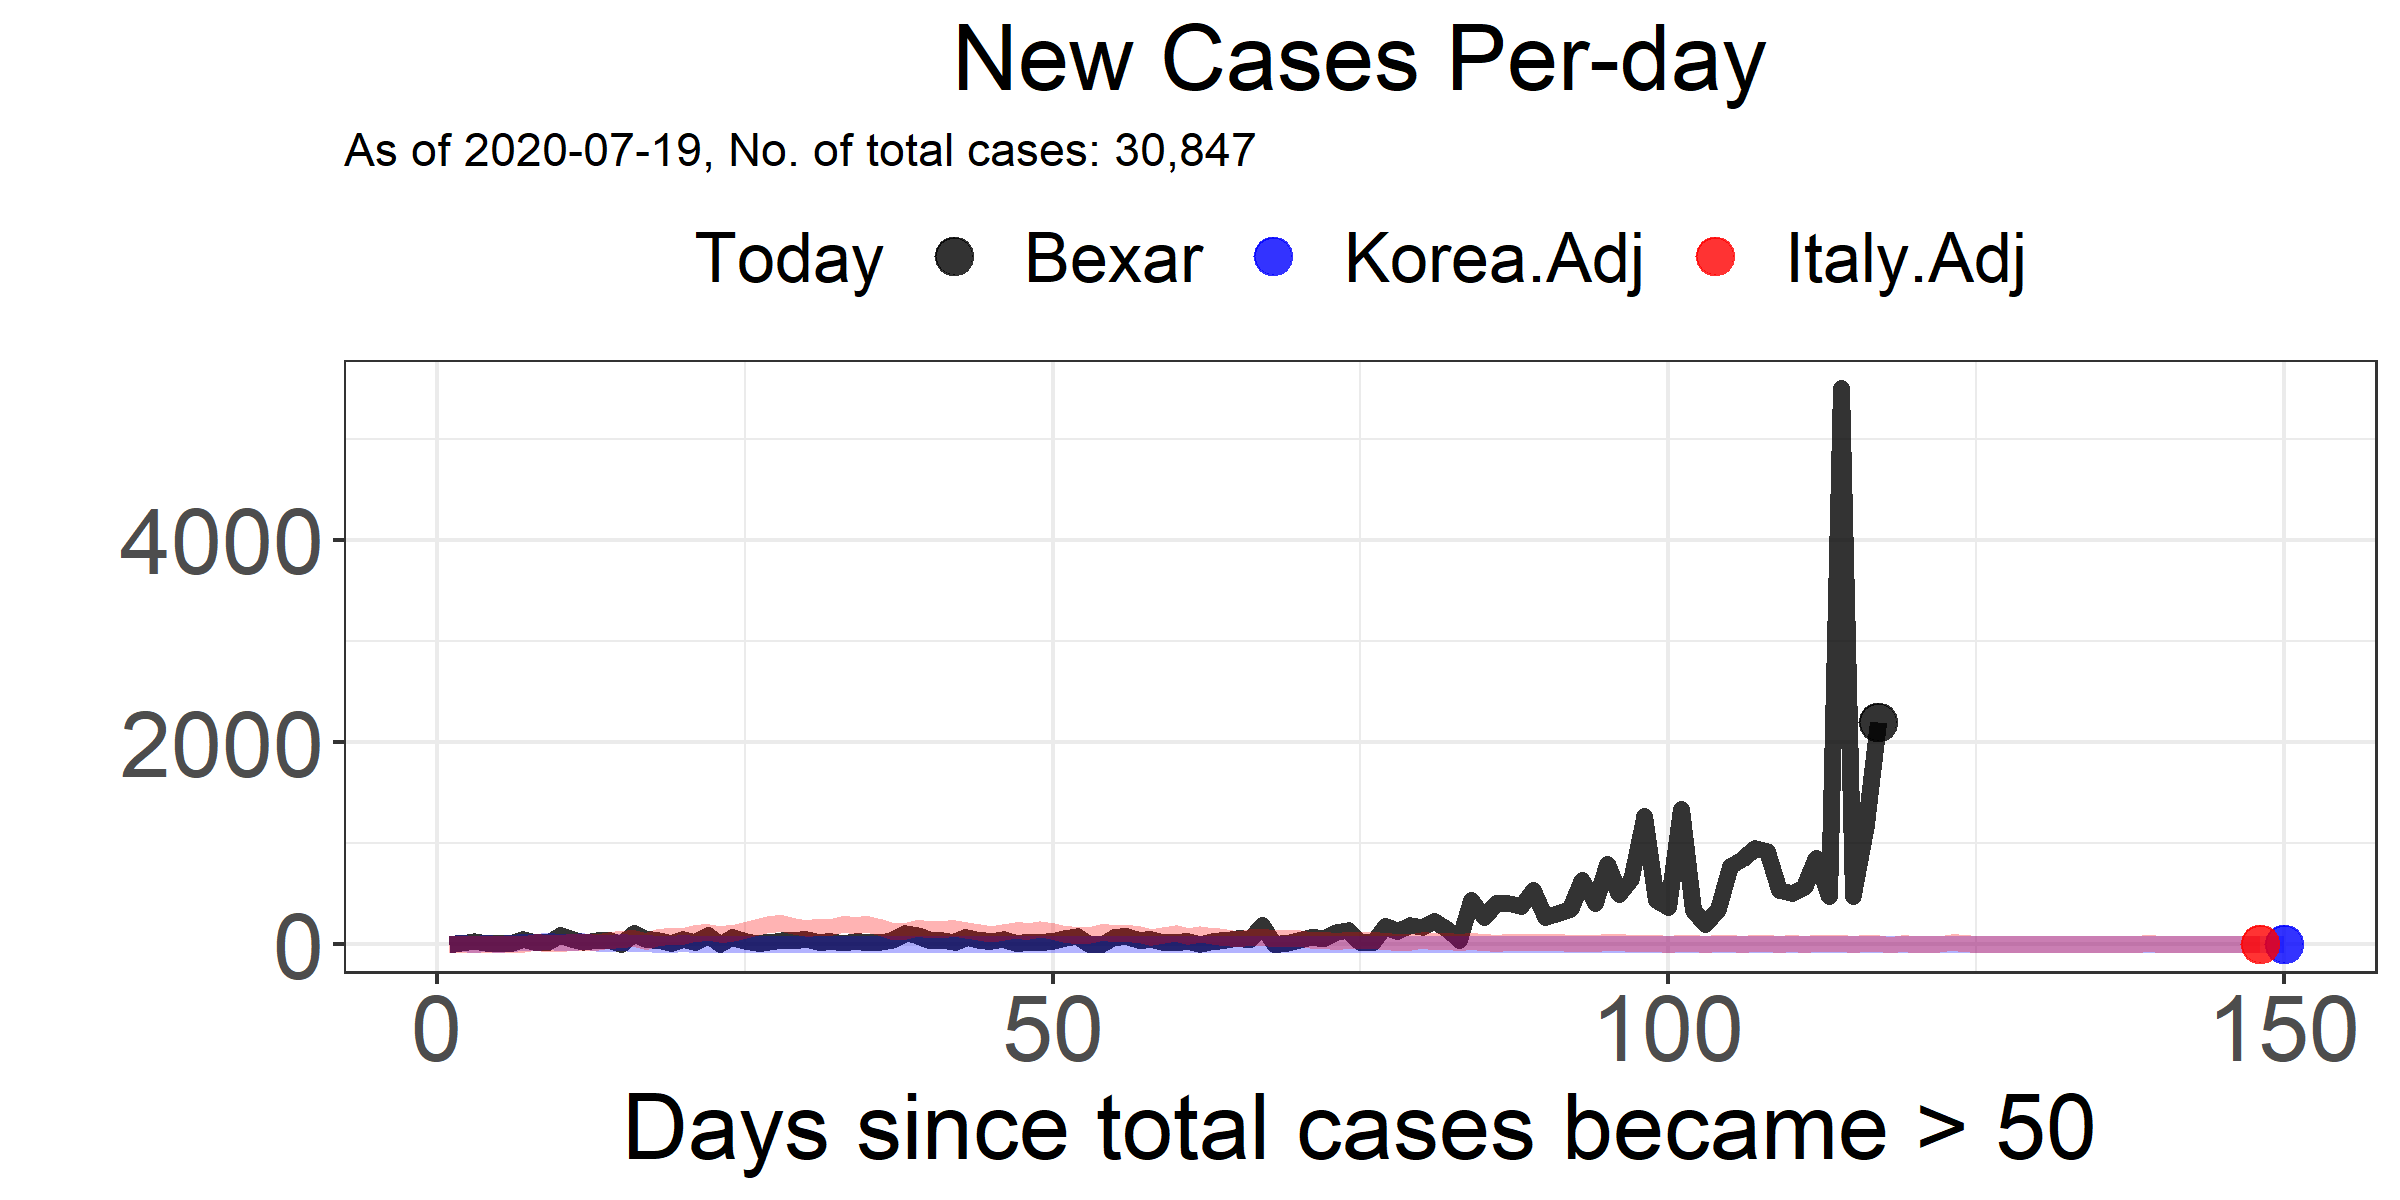 New Cases Per-day
As of 2020-07-19, No. of total cases: 30,847
Today Bexar Korea.Adj Italy.Adj
4000
2000
0
0 50 100 150
Days since total cases became > 50